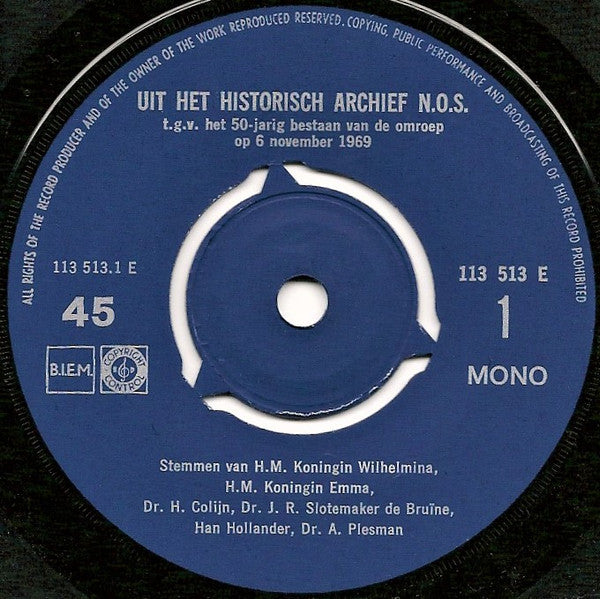 ALL RIGHTS OF THE RECORD PRODUCER AND OF THE OWNER OF THE WORK REPRODUCED RESERVED. COPYING, PUBLIC PERFORMANCE AND BROADCASTING OF THIS RECORD PROHIBITED
UIT HET HISTORISCH ARCHIEF N.O.S.
t.g.v. het 50-jarig bestaan van de omroep
op 6 november 1969
113 513.1 E
113 513 E
45
1
B.I.E.M.
COPYRIGHT
CONTROL
MONO
Stemmen van H.M. Koningin Wilhelmina,
H.M. Koningin Emma,
Dr. H. Colijn, Dr. J. R. Slotemaker de Bruïne,
Han Hollander, Dr. A. Plesman